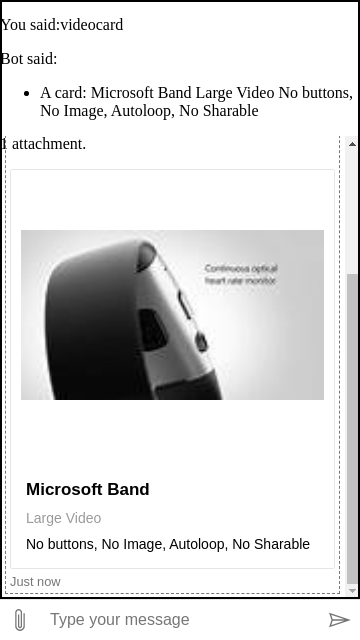 You said:videocard
Bot said:
A card: Microsoft Band Large Video No buttons,
No Image, Autoloop, No Sharable
1 attachment.
Continuous optical
heart rate monitor
Microsoft Band
Large Video
No buttons, No Image, Autoloop, No Sharable
Just now
Type your message